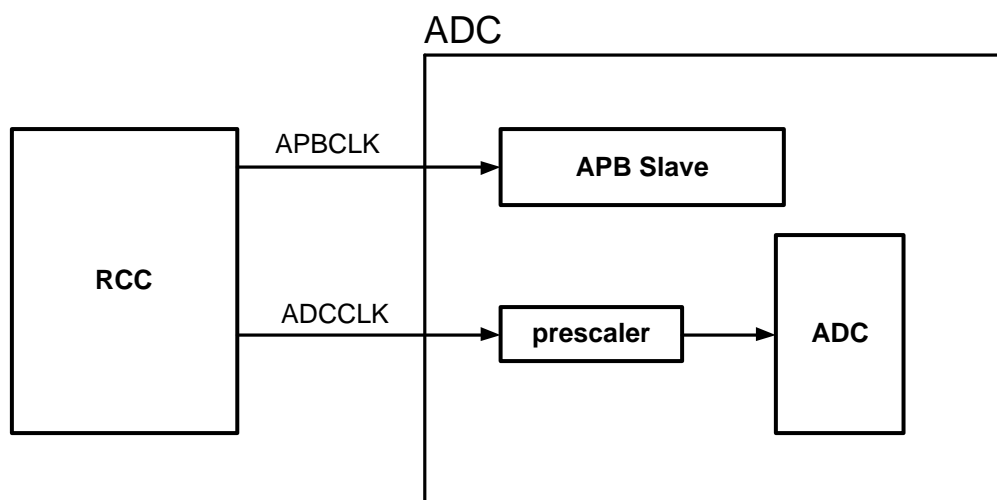 ADC
APBCLK
APB Slave
RCC
ADCCLK
prescaler
ADC